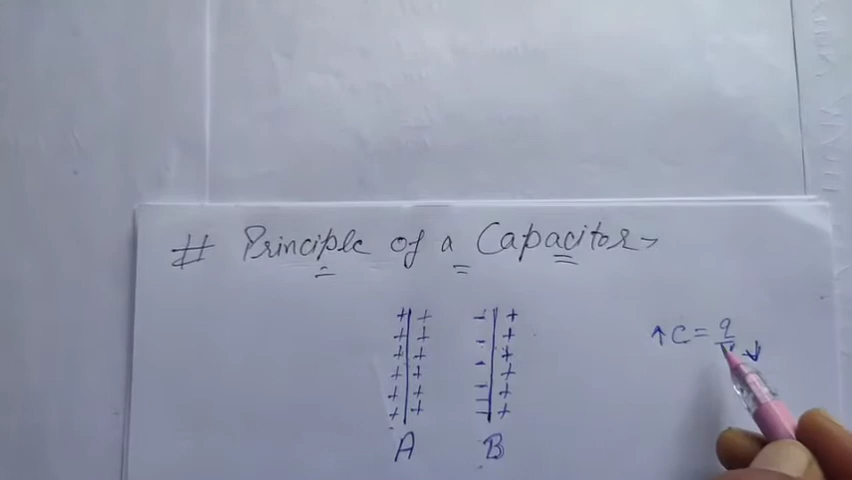 # Principle of a Capacitor →
+ + - +
+ + +
+ + - +
+ + - +
+ + - +
+ + - +
↑ C = q/V ↓
A B